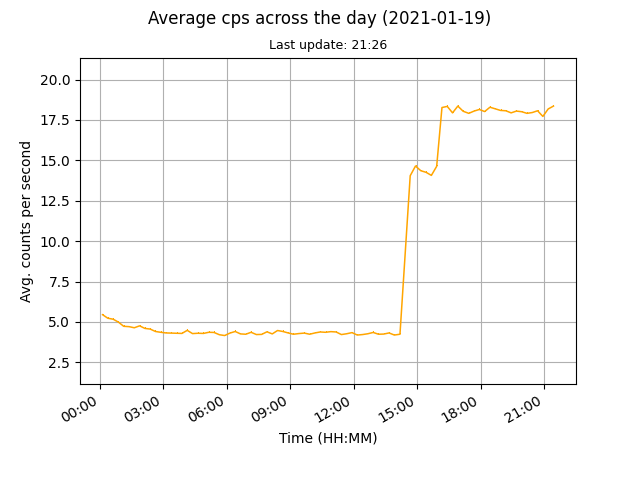 Average cps across the day (2021-01-19)
Last update: 21:26
20.0
17.5
15.0
12.5
10.0
7.5
5.0
2.5
Avg. counts per second
00:00 03:00 06:00 09:00 12:00 15:00 18:00 21:00
Time (HH:MM)